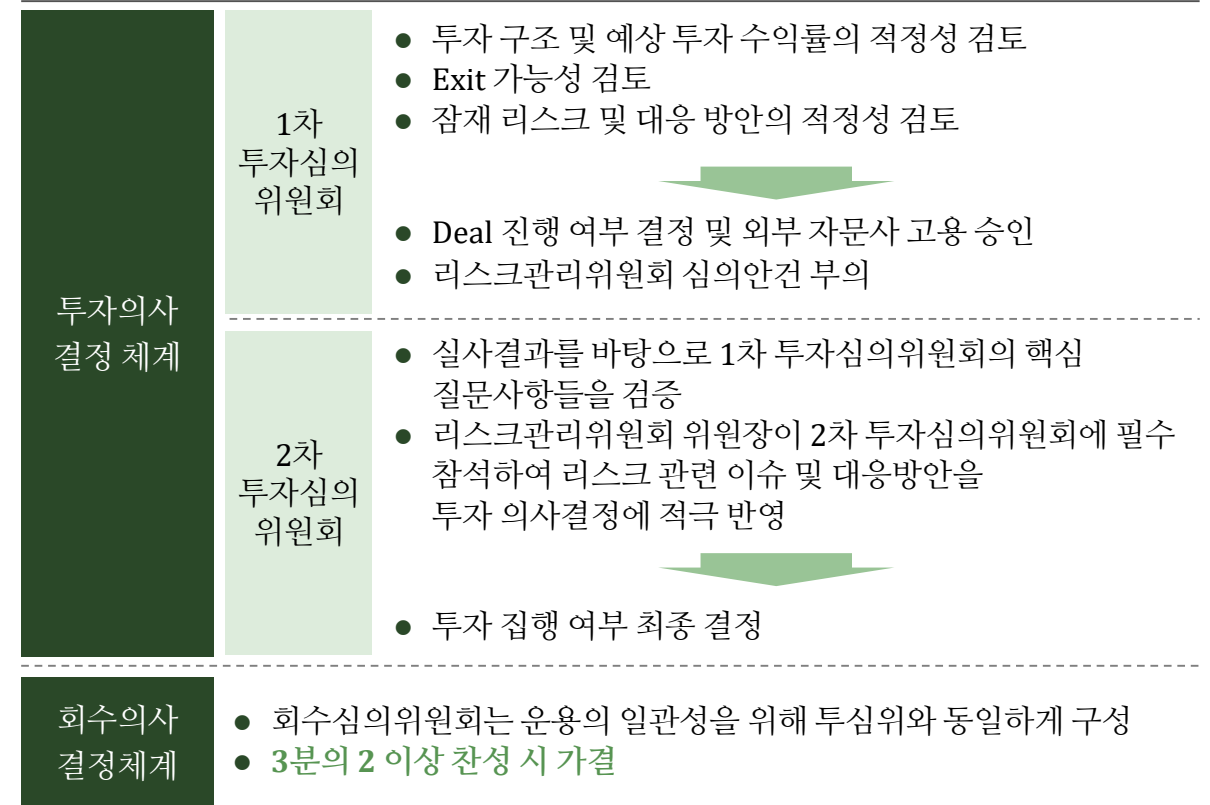 투자의사
결정 체계
1차
투자심의
위원회
● 투자 구조 및 예상 투자 수익률의 적정성 검토
● Exit 가능성 검토
● 잠재 리스크 및 대응 방안의 적정성 검토
● Deal 진행 여부 결정 및 외부 자문사 고용 승인
● 리스크관리위원회 심의안건 부의
2차
투자심의
위원회
● 실사결과를 바탕으로 1차 투자심의위원회의 핵심
질문사항들을 검증
● 리스크관리위원회 위원장이 2차 투자심의위원회에 필수
참석하여 리스크 관련 이슈 및 대응방안을
투자 의사결정에 적극 반영
● 투자 집행 여부 최종 결정
회수의사
결정체계
● 회수심의위원회는 운용의 일관성을 위해 투심위와 동일하게 구성
● 3분의 2 이상 찬성 시 가결